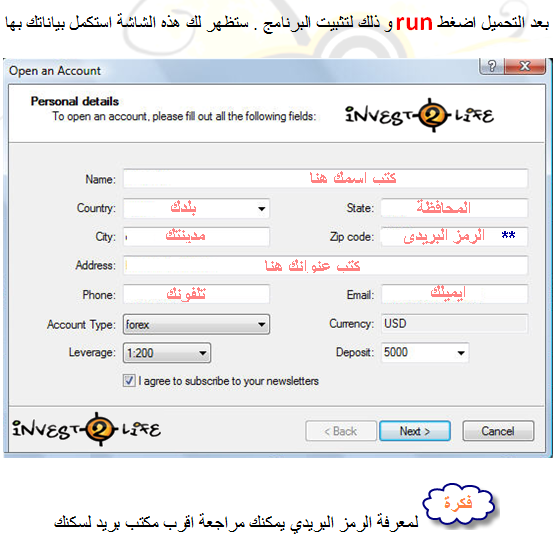 بعد التحميل اضغط run و ذلك لتثبيت البرنامج . ستظهر لك هذه الشاشة استكمل بياناتك بها
Open an Account
Personal details
To open an account, please fill out all the following fields:
iNVEST-2-LiFE
Name: كتب اسمك هنا
Country: بلدك State: المحافظة
City: مدينتك Zip code: الرمز البريدى **
Address: كتب عنوانك هنا
Phone: تلفونك Email: ايميلك
Account Type: forex Currency: USD
Leverage: 1:200 Deposit: 5000
I agree to subscribe to your newsletters
iNVEST-2-LiFE < Back Next > Cancel
فكرة
لمعرفة الرمز البريدي يمكنك مراجعة اقرب مكتب بريد لسكنك